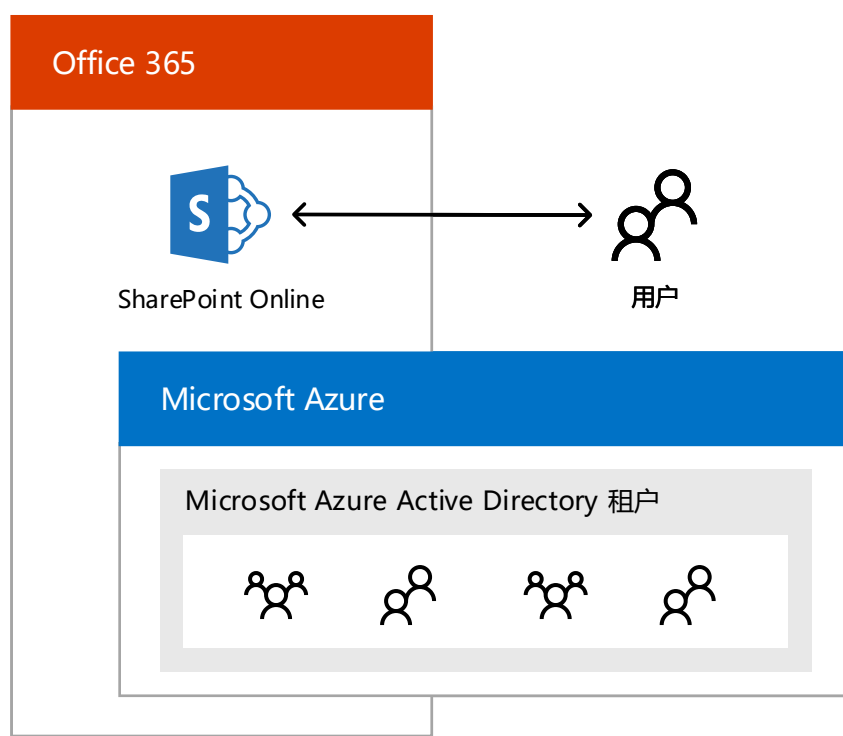 Office 365
S
SharePoint Online
用户
Microsoft Azure
Microsoft Azure Active Directory 租户